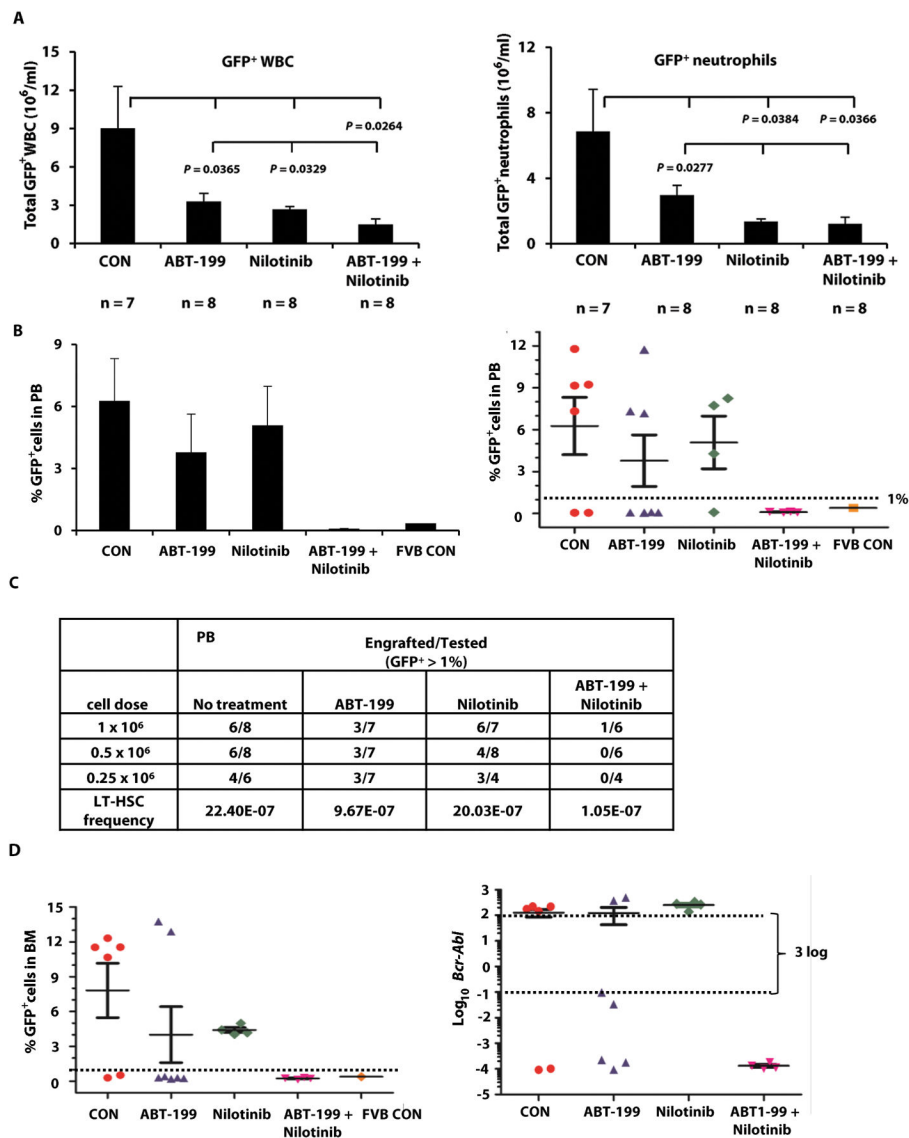 A
GFP+ WBC
Total GFP+ WBC (10⁶/ml)
15
12
9
6
3
0
P = 0.0264
P = 0.0365
P = 0.0329
CON
ABT-199
Nilotinib
ABT-199 +
Nilotinib
n = 7
n = 8
n = 8
n = 8
GFP+ neutrophils
Total GFP+ neutrophils (10⁶/ml)
12
8
4
0
P = 0.0384
P = 0.0366
P = 0.0277
CON
ABT-199
Nilotinib
ABT-199 +
Nilotinib
n = 7
n = 8
n = 8
n = 8
B
% GFP+ cells in PB
9
6
3
0
CON
ABT-199
Nilotinib
ABT-199 +
Nilotinib
FVB CON
% GFP+ cells in PB
12
9
6
3
0
1%
CON
ABT-199
Nilotinib
ABT-199 +
Nilotinib
FVB CON
C
PB
Engrafted/Tested
(GFP+ > 1%)
cell dose
No treatment
ABT-199
Nilotinib
ABT-199 +
Nilotinib
1 x 10⁶
6/8
3/7
6/7
1/6
0.5 x 10⁶
6/8
3/7
4/8
0/6
0.25 x 10⁶
4/6
3/7
3/4
0/4
LT-HSC
frequency
22.40E-07
9.67E-07
20.03E-07
1.05E-07
D
% GFP+ cells in BM
15
12
9
6
3
0
CON
ABT-199
Nilotinib
ABT-199 +
Nilotinib
FVB CON
Log₁₀ Bcr-Abl
3
2
1
0
-1
-2
-3
-4
-5
3 log
CON
ABT-199
Nilotinib
ABT1-99 +
Nilotinib